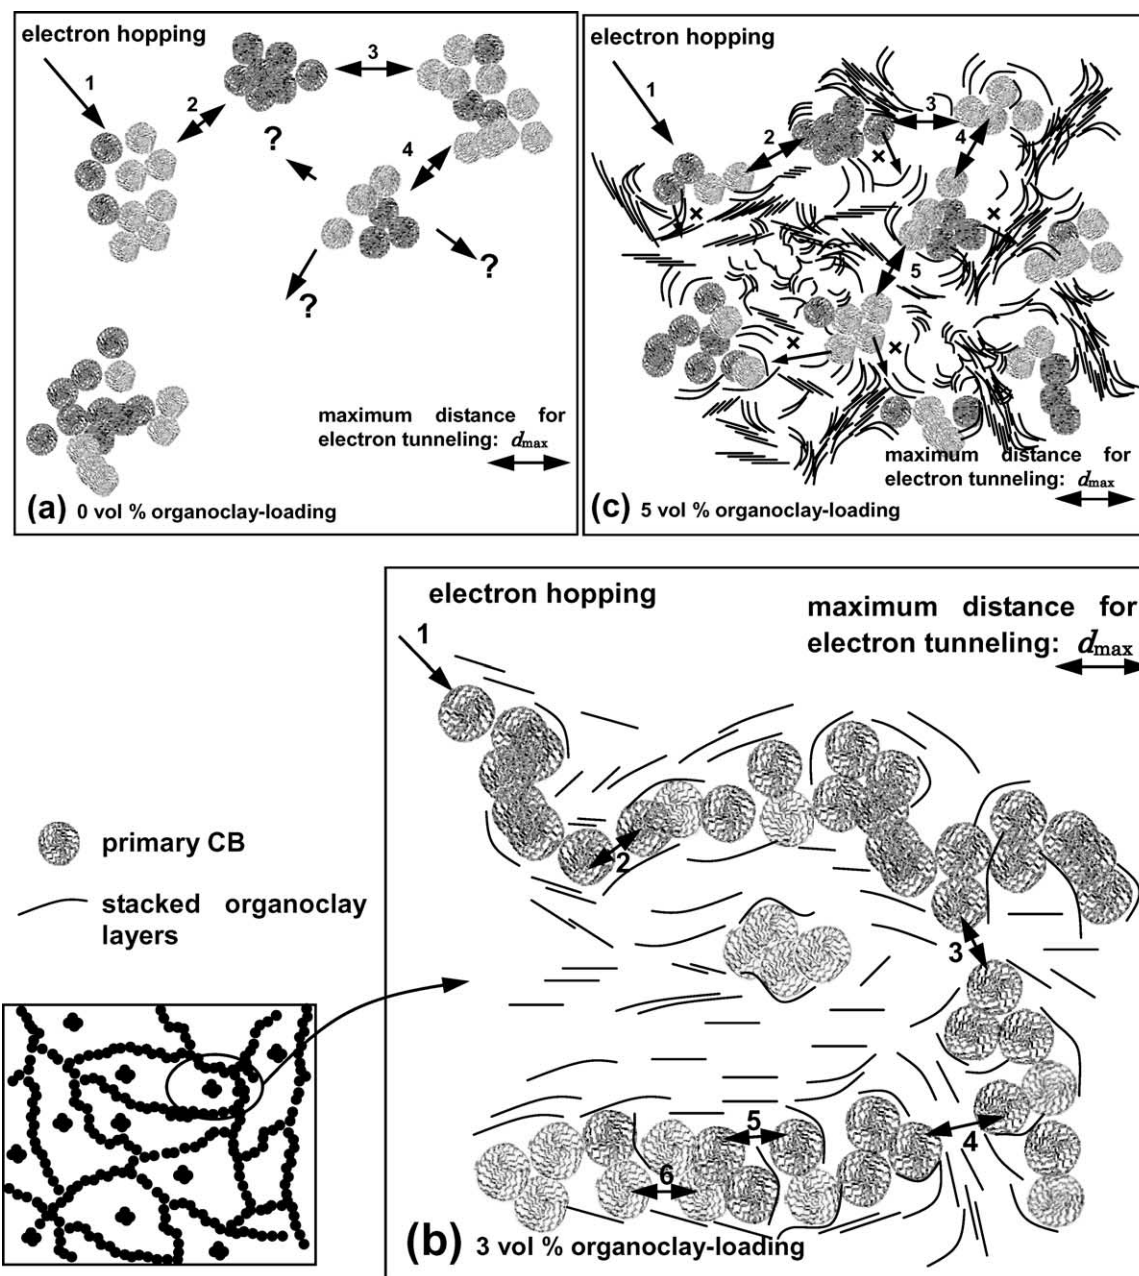 electron hopping
1
2
3
4
?
?
?
maximum distance for
electron tunneling: dmax
(a) 0 vol % organoclay-loading
electron hopping
1
2
3
4
5
×
×
×
×
×
maximum distance for
electron tunneling: dmax
(c) 5 vol % organoclay-loading
electron hopping
maximum distance for
electron tunneling: dmax
1
2
3
4
5
6
(b) 3 vol % organoclay-loading
primary CB
stacked organoclay
layers